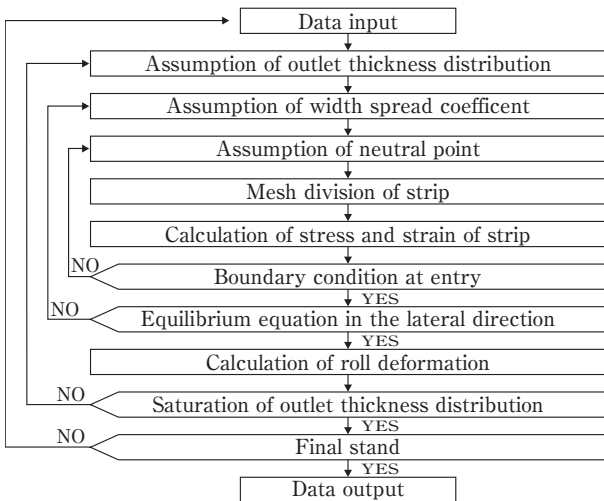 Data input
Assumption of outlet thickness distribution
Assumption of width spread coefficent
Assumption of neutral point
Mesh division of strip
Calculation of stress and strain of strip
NO
Boundary condition at entry
YES
NO
Equilibrium equation in the lateral direction
YES
Calculation of roll deformation
NO
Saturation of outlet thickness distribution
YES
NO
Final stand
YES
Data output